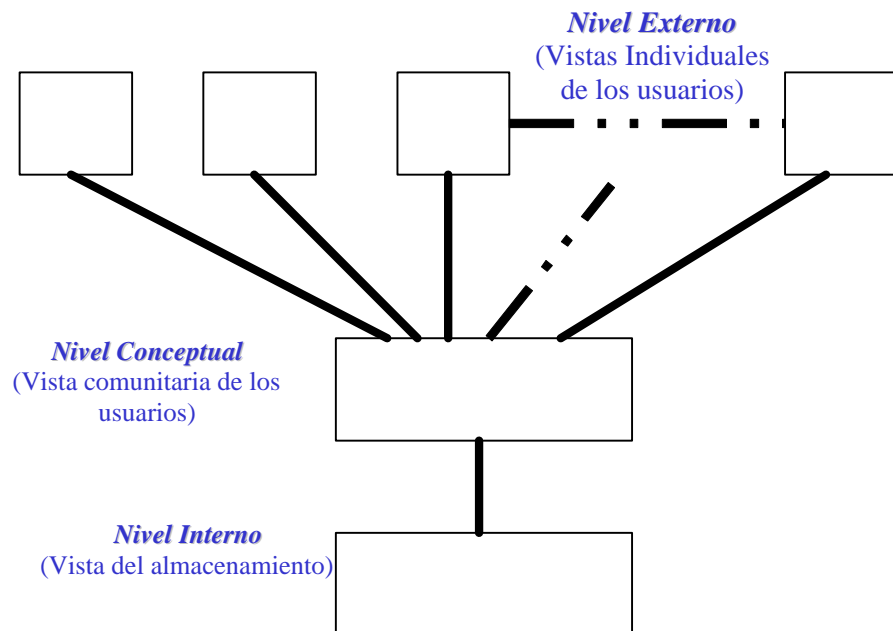 Nivel Externo
(Vistas Individuales
de los usuarios)
Nivel Conceptual
(Vista comunitaria de los
usuarios)
Nivel Interno
(Vista del almacenamiento)